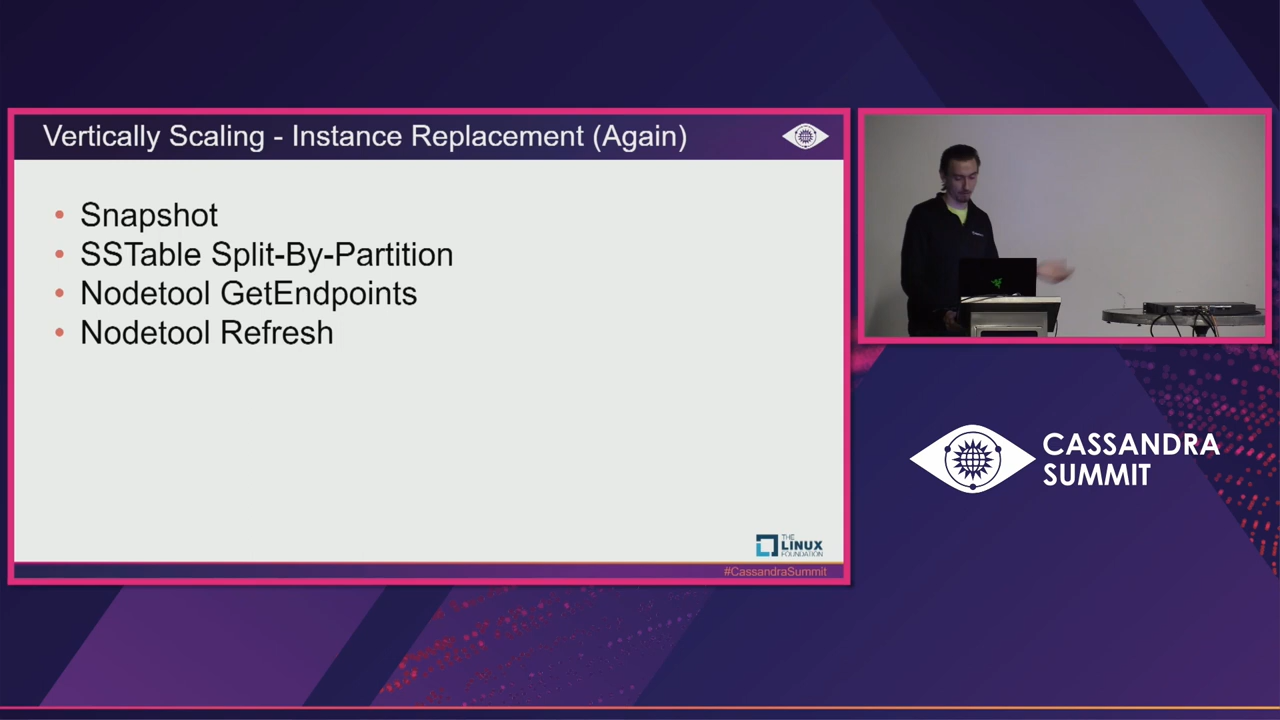 Vertically Scaling - Instance Replacement (Again)
• Snapshot
• SSTable Split-By-Partition
• Nodetool GetEndpoints
• Nodetool Refresh
THE
LINUX
FOUNDATION
#CassandraSummit
CASSANDRA
SUMMIT